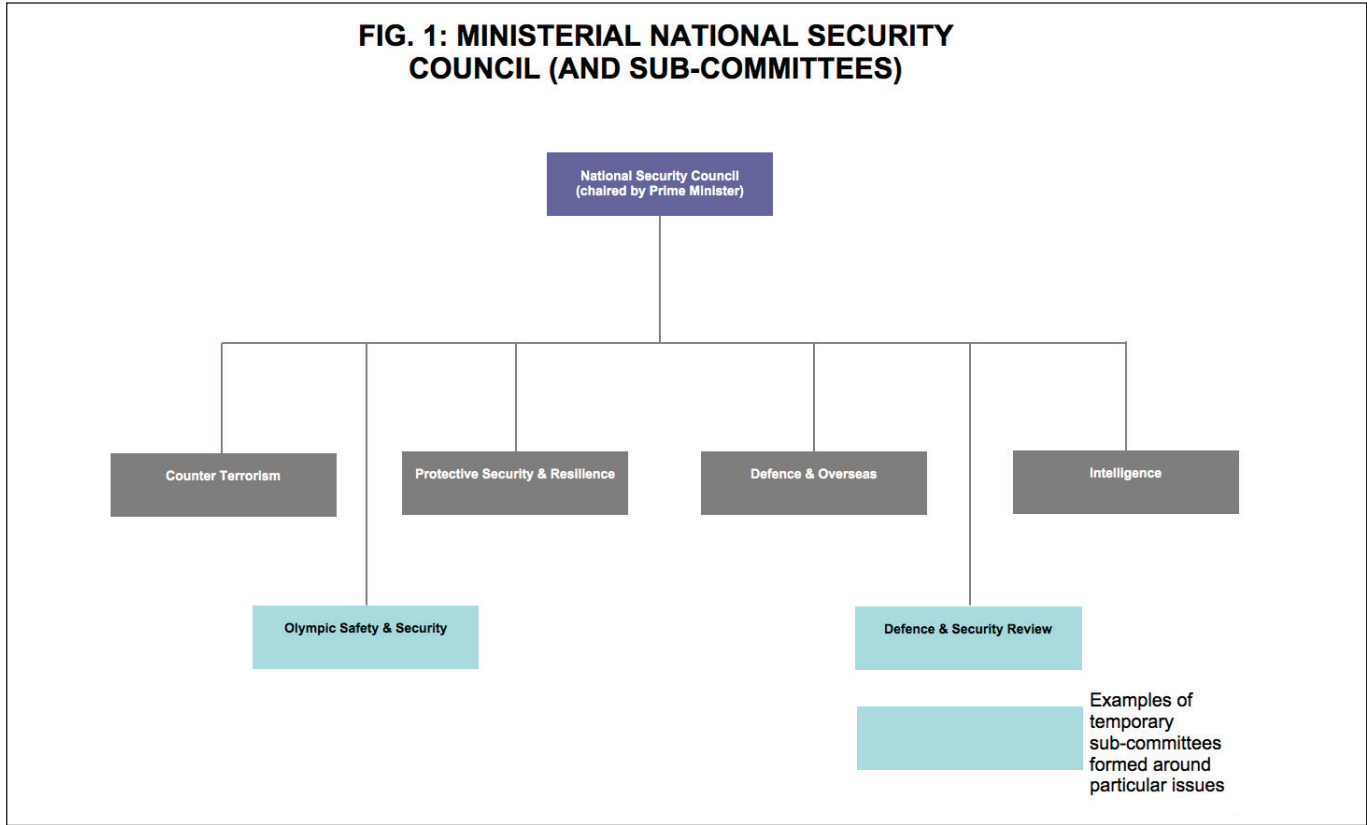 FIG. 1: MINISTERIAL NATIONAL SECURITY
COUNCIL (AND SUB-COMMITTEES)
National Security Council
(chaired by Prime Minister)
Counter Terrorism
Protective Security & Resilience
Defence & Overseas
Intelligence
Olympic Safety & Security
Defence & Security Review
Examples of
temporary
sub-committees
formed around
particular issues